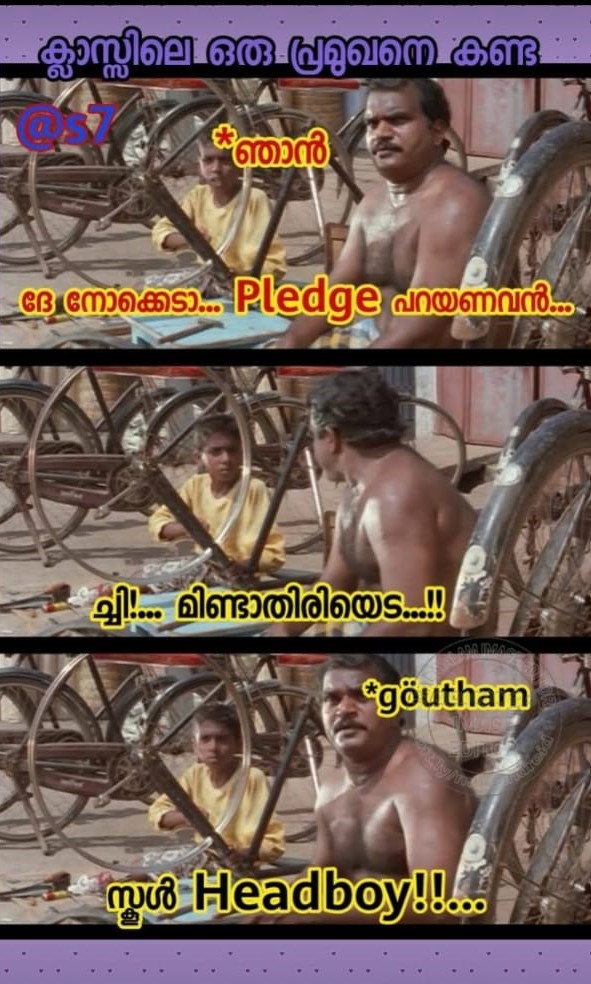 ക്ലാസ്സിലെ ഒരു പ്രമുഖനെ കണ്ട
@s7
*ഞാൻ
ദേ നോക്കെടാ... Pledge പറയണവൻ...
ച്ചി!... മിണ്ടാതിരിയെട...!!
*göutham
സ്കൂൾ Headboy!!...